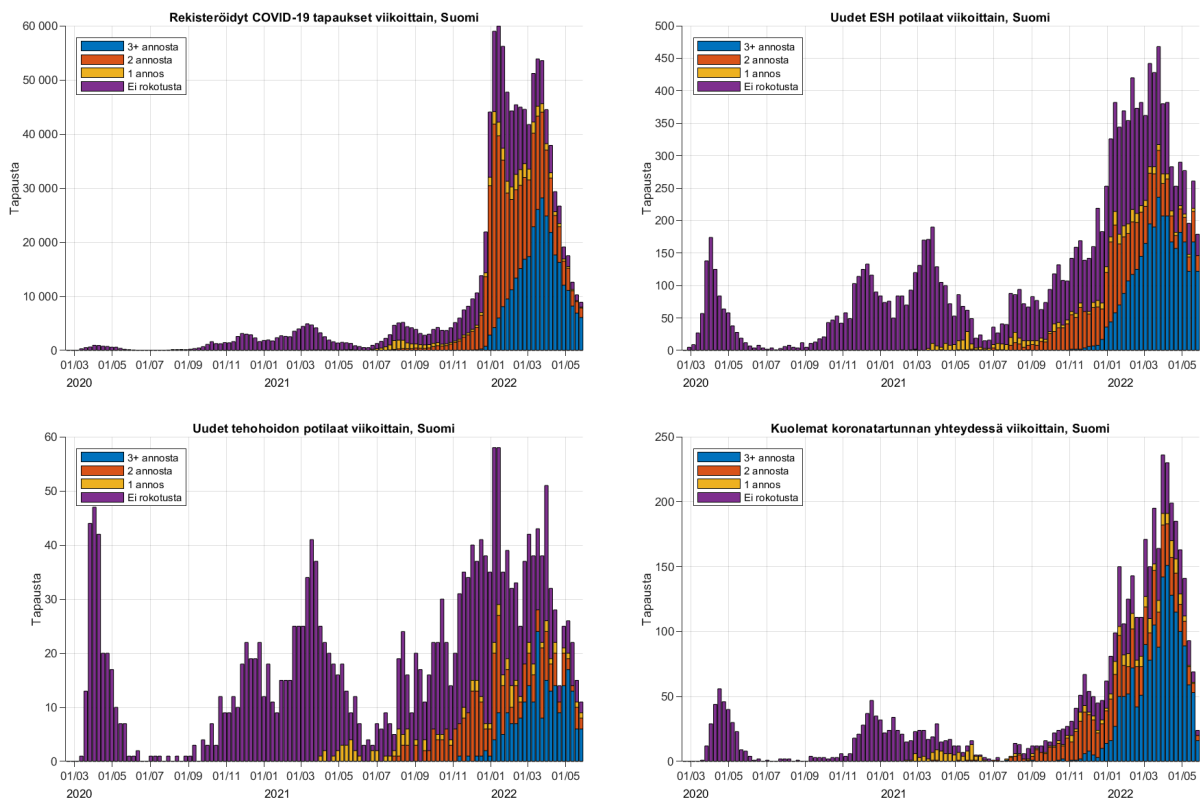 Rekisteröidyt COVID-19 tapaukset viikoittain, Suomi
60 000
50 000
40 000
30 000
20 000
10 000
0
Tapausta
3+ annosta
2 annosta
1 annos
Ei rokotusta
01/03 01/05 01/07 01/09 01/11 01/01 01/03 01/05 01/07 01/09 01/11 01/01 01/03 01/05
2020 2021 2022
Uudet ESH potilaat viikoittain, Suomi
500
450
400
350
300
250
200
150
100
50
0
Tapausta
3+ annosta
2 annosta
1 annos
Ei rokotusta
01/03 01/05 01/07 01/09 01/11 01/01 01/03 01/05 01/07 01/09 01/11 01/01 01/03 01/05
2020 2021 2022
Uudet tehohoidon potilaat viikoittain, Suomi
60
50
40
30
20
10
0
Tapausta
3+ annosta
2 annosta
1 annos
Ei rokotusta
01/03 01/05 01/07 01/09 01/11 01/01 01/03 01/05 01/07 01/09 01/11 01/01 01/03 01/05
2020 2021 2022
Kuolemat koronatartunnan yhteydessä viikoittain, Suomi
250
200
150
100
50
0
Tapausta
3+ annosta
2 annosta
1 annos
Ei rokotusta
01/03 01/05 01/07 01/09 01/11 01/01 01/03 01/05 01/07 01/09 01/11 01/01 01/03 01/05
2020 2021 2022